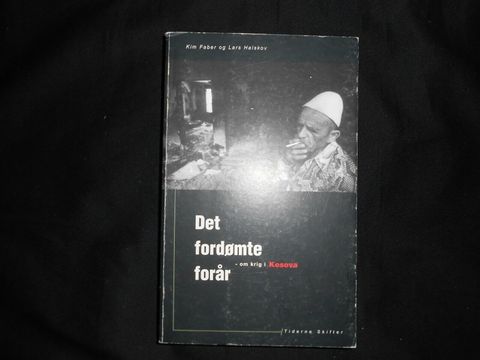 Kim Faber og Lars Halskov
Det
fordømte
- om krig i Kosova
forår
Tiderne Skifter